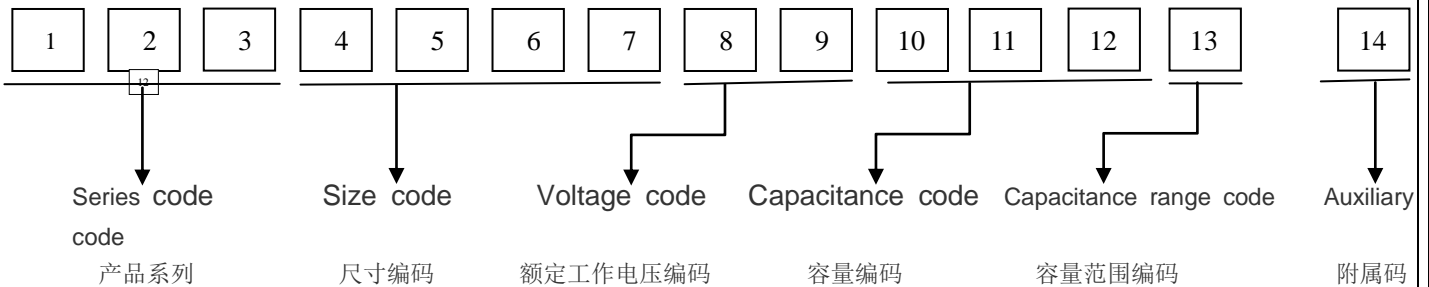 1 2 3 4 5 6 7 8 9 10 11 12 13 14
12
Series code Size code Voltage code Capacitance code Capacitance range code Auxiliary
code
产品系列 尺寸编码 额定工作电压编码 容量编码 容量范围编码 附属码